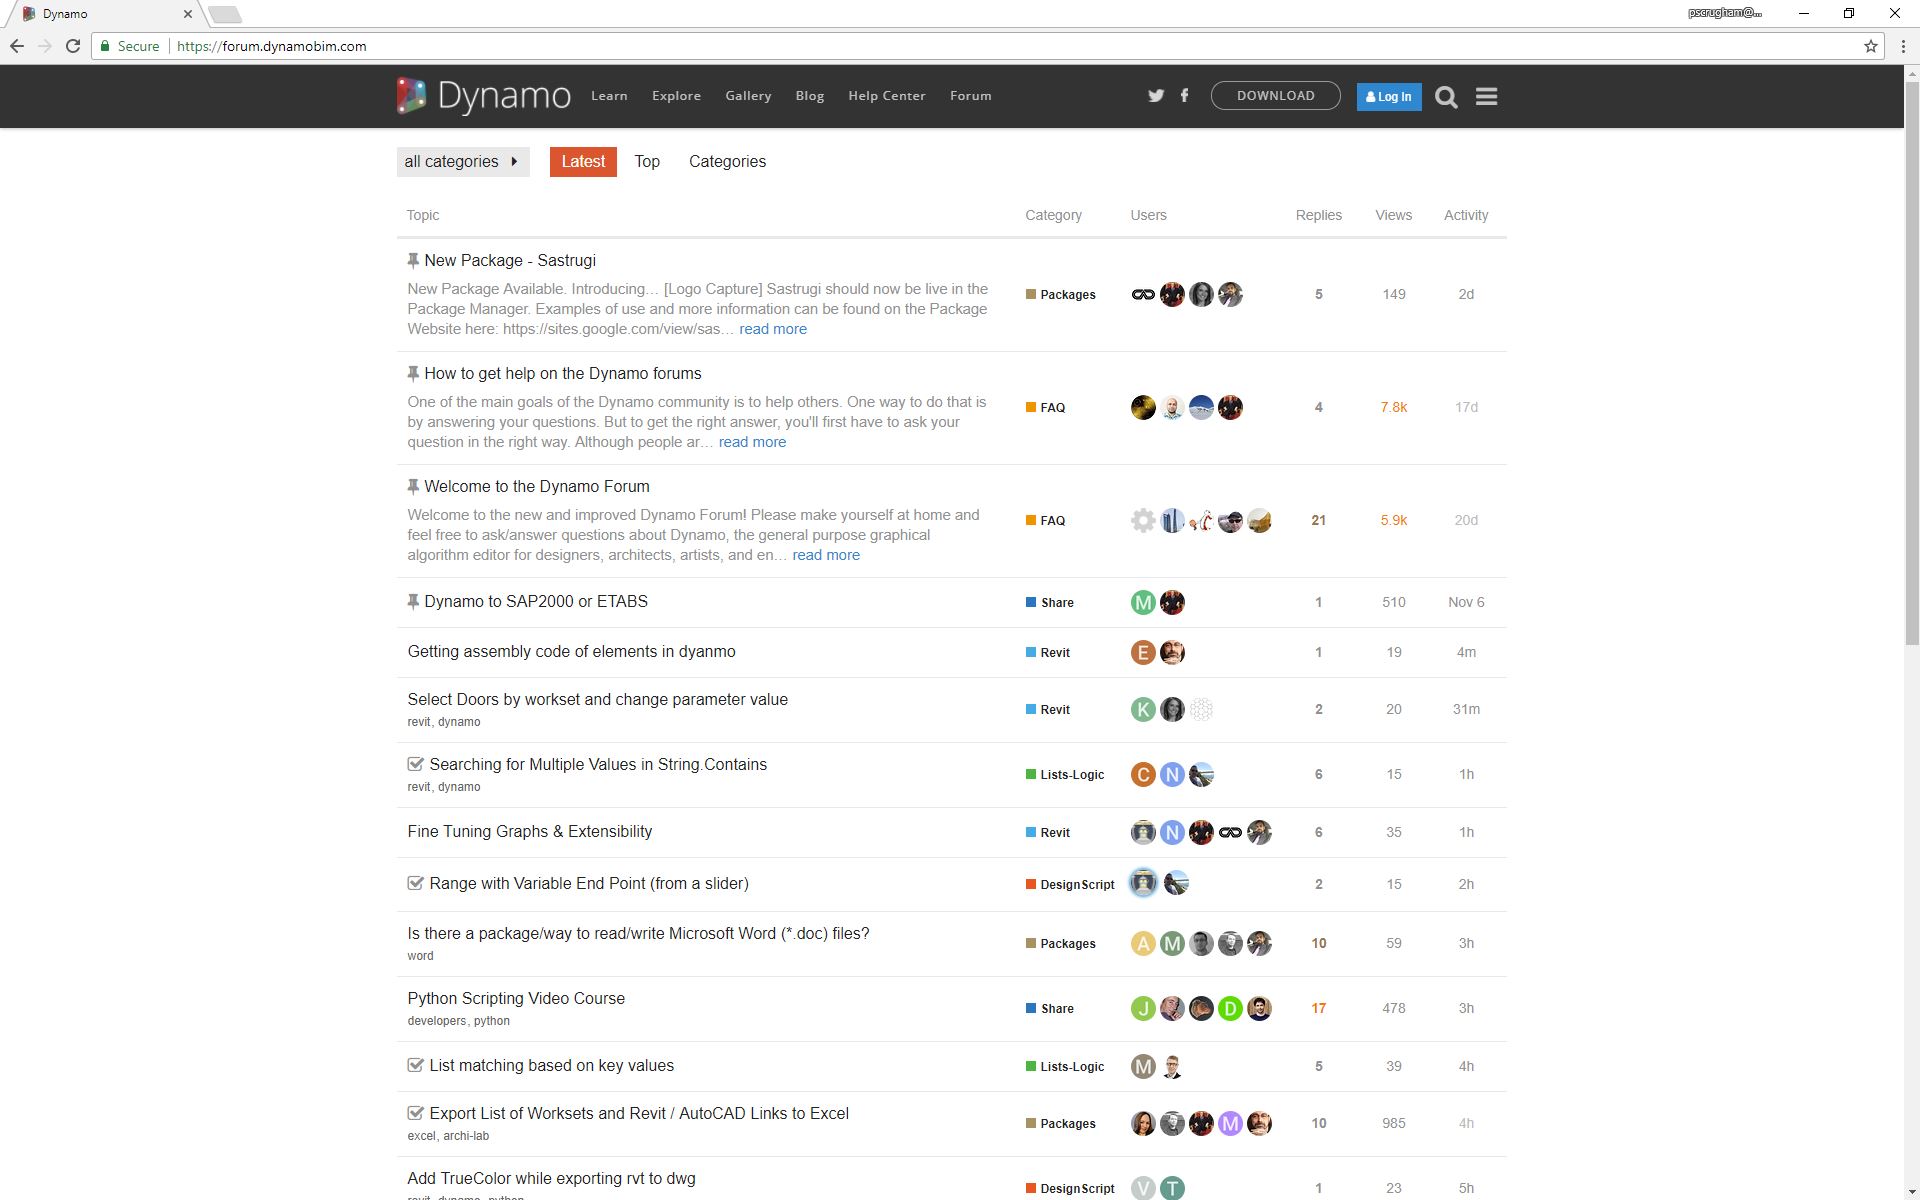 Dynamo
pscrugham@...
Secure
https://forum.dynamobim.com
Dynamo Learn Explore Gallery Blog Help Center Forum DOWNLOAD Log In
all categories Latest Top Categories
Topic Category Users Replies Views Activity
New Package - Sastrugi
New Package Available. Introducing… [Logo Capture] Sastrugi should now be live in the
Package Manager. Examples of use and more information can be found on the Package
Website here: https://sites.google.com/view/sas… read more
Packages 5 149 2d
How to get help on the Dynamo forums
One of the main goals of the Dynamo community is to help others. One way to do that is
by answering your questions. But to get the right answer, you'll first have to ask your
question in the right way. Although people ar… read more
FAQ 4 7.8k 17d
Welcome to the Dynamo Forum
Welcome to the new and improved Dynamo Forum! Please make yourself at home and
feel free to ask/answer questions about Dynamo, the general purpose graphical
algorithm editor for designers, architects, artists, and en… read more
FAQ 21 5.9k 20d
Dynamo to SAP2000 or ETABS Share M 1 510 Nov 6
Getting assembly code of elements in dyanmo Revit E 1 19 4m
Select Doors by workset and change parameter value
revit, dynamo
Revit K 2 20 31m
Searching for Multiple Values in String.Contains
revit, dynamo
Lists-Logic C N 6 15 1h
Fine Tuning Graphs & Extensibility Revit N 6 35 1h
Range with Variable End Point (from a slider) DesignScript 2 15 2h
Is there a package/way to read/write Microsoft Word (*.doc) files?
word
Packages A M 10 59 3h
Python Scripting Video Course
developers, python
Share J D 17 478 3h
List matching based on key values Lists-Logic M 5 39 4h
Export List of Worksets and Revit / AutoCAD Links to Excel
excel, archi-lab
Packages M 10 985 4h
Add TrueColor while exporting rvt to dwg
revit, dynamo, python
DesignScript V T 1 23 5h